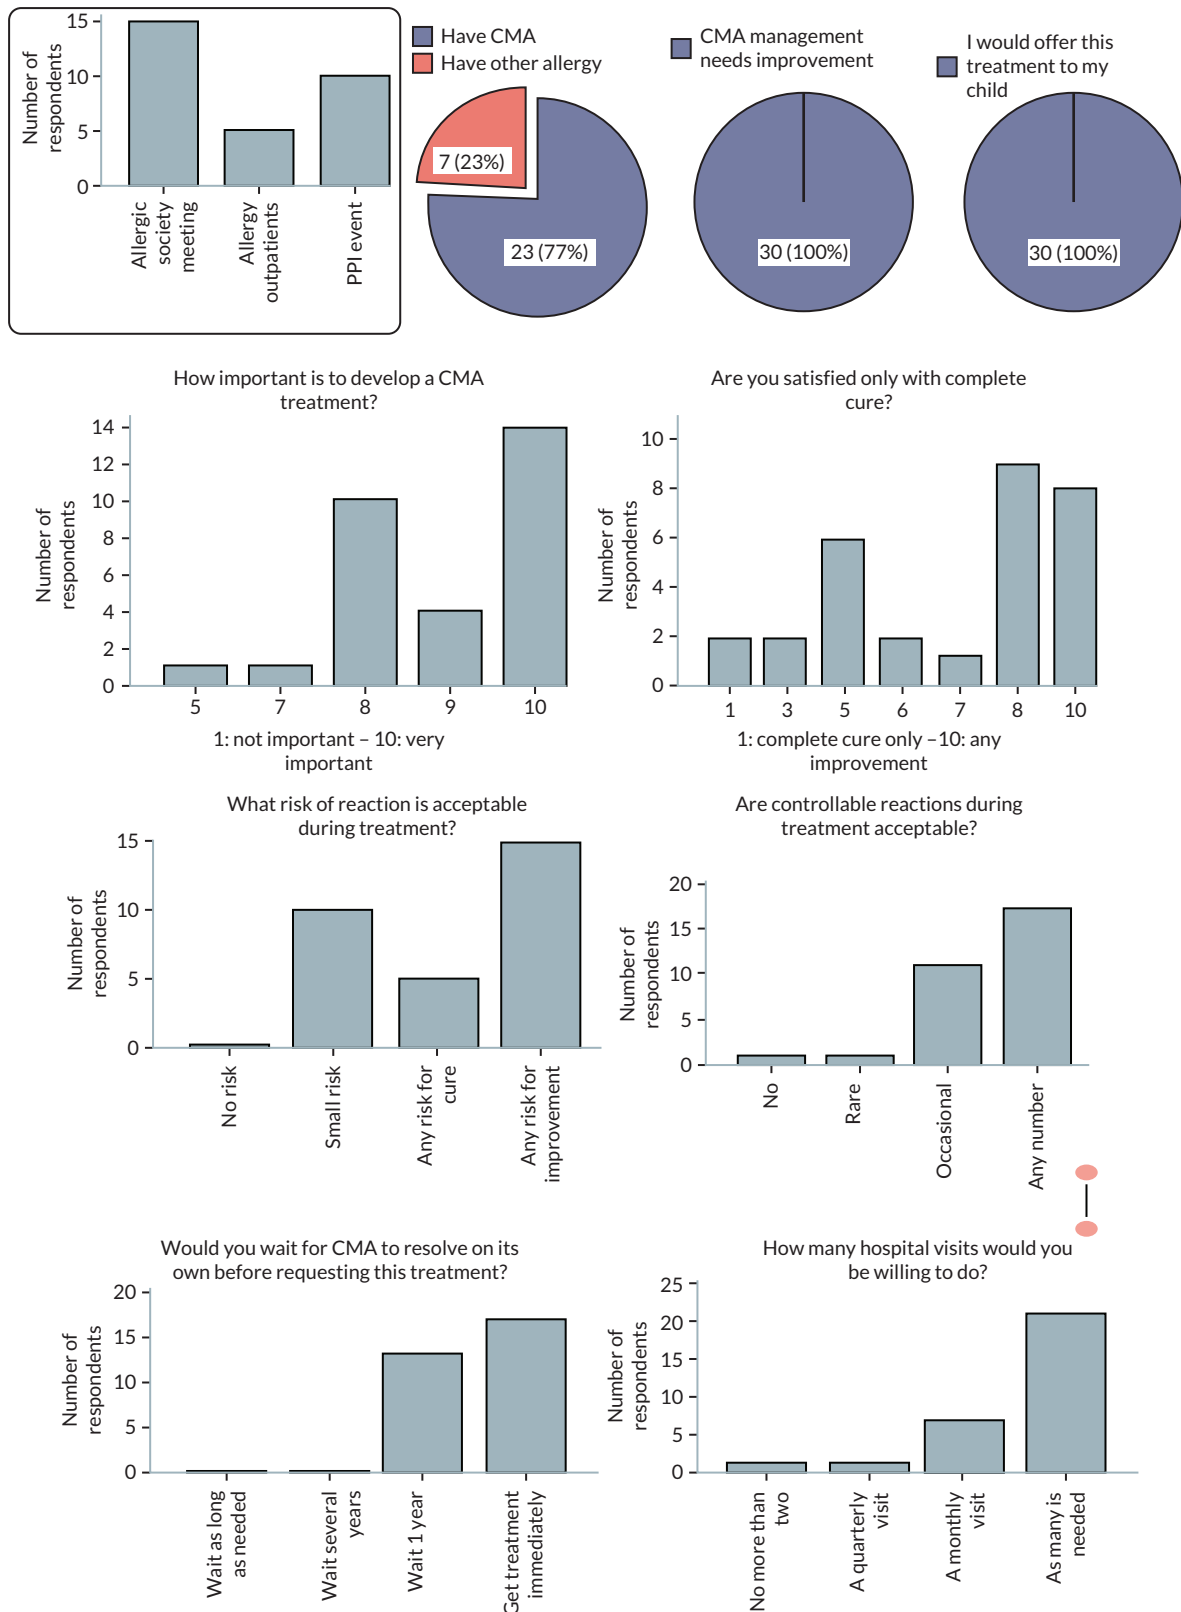 15
10
5
0
Number of
respondents
Allergic
society
meeting
Allergy
outpatients
PPI event
Have CMA
Have other allergy
7 (23%)
23 (77%)
CMA management
needs improvement
30 (100%)
I would offer this
treatment to my
child
30 (100%)
How important is to develop a CMA
treatment?
14
12
10
8
6
4
2
0
Number of
respondents
5 7 8 9 10
1: not important – 10: very
important
Are you satisfied only with complete
cure?
10
8
6
4
2
0
Number of
respondents
1 3 5 6 7 8 10
1: complete cure only –10: any
improvement
What risk of reaction is acceptable
during treatment?
15
10
5
0
Number of
respondents
No risk
Small risk
Any risk for
cure
Any risk for
improvement
Are controllable reactions during
treatment acceptable?
20
15
10
5
0
Number of
respondents
No
Rare
Occasional
Any number
Would you wait for CMA to resolve on its
own before requesting this treatment?
20
15
10
5
0
Number of
respondents
Wait as long
as needed
Wait several
years
Wait 1 year
Get treatment
immediately
How many hospital visits would you
be willing to do?
25
20
15
10
5
0
Number of
respondents
No more than
two
A quarterly
visit
A monthly
visit
As many is
needed